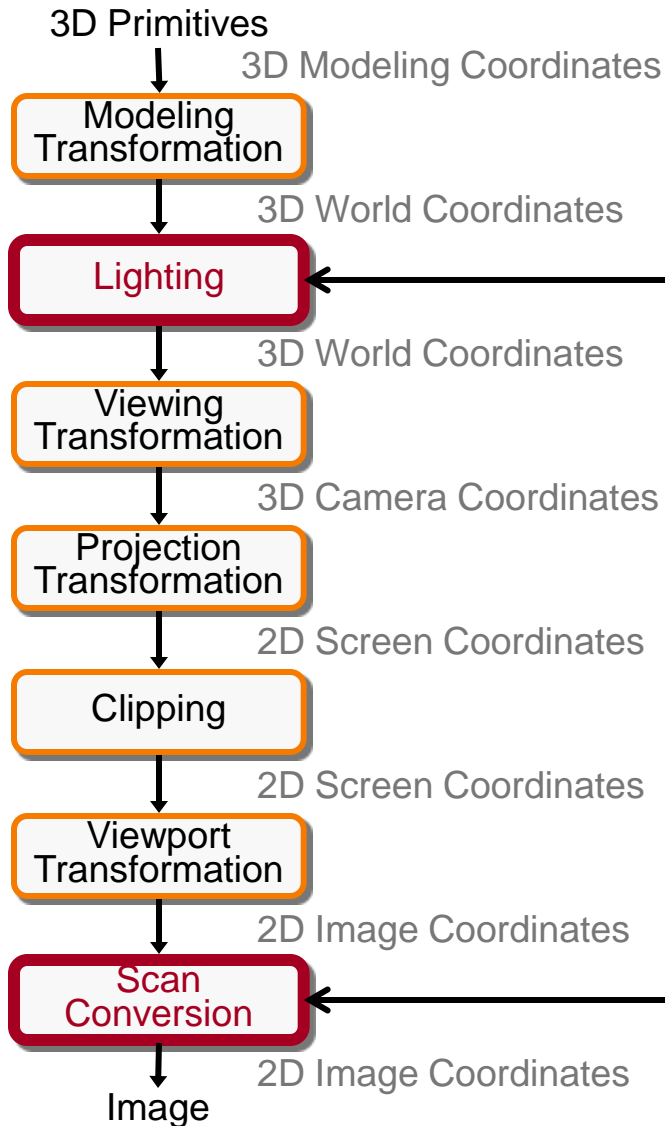 3D Primitives
3D Modeling Coordinates
Modeling
Transformation
3D World Coordinates
Lighting
3D World Coordinates
Viewing
Transformation
3D Camera Coordinates
Projection
Transformation
2D Screen Coordinates
Clipping
2D Screen Coordinates
Viewport
Transformation
2D Image Coordinates
Scan
Conversion
2D Image Coordinates
Image